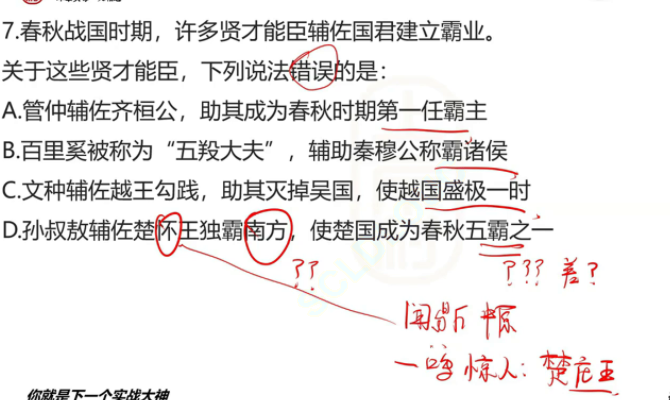 7.春秋战国时期，许多贤才能臣辅佐国君建立霸业。
关于这些贤才能臣，下列说法错误的是：
A.管仲辅佐齐桓公，助其成为春秋时期第一任霸主
B.百里奚被称为“五羖大夫”，辅助秦穆公称霸诸侯
C.文种辅佐越王勾践，助其灭掉吴国，使越国盛极一时
D.孙叔敖辅佐楚怀王独霸南方，使楚国成为春秋五霸之一
?? ??? 差？
问鼎中原
一鸣惊人：楚庄王
你就是下一个实战大神